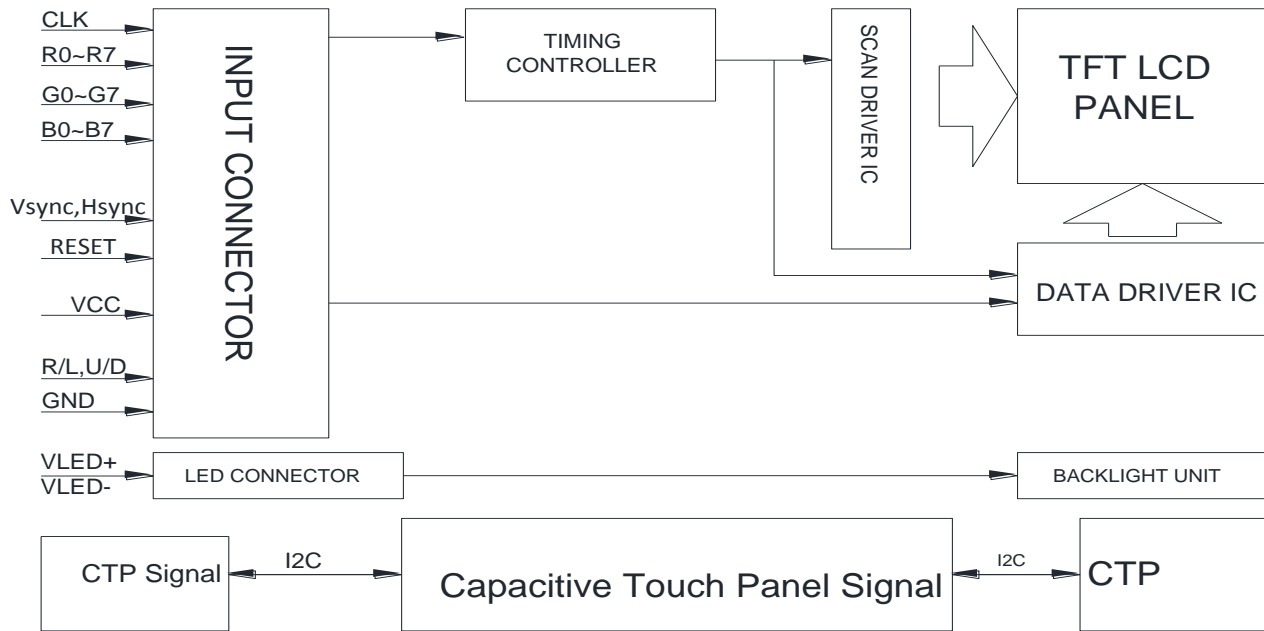 CLK
R0~R7
G0~G7
B0~B7
Vsync,Hsync
RESET
VCC
R/L,U/D
GND
INPUT CONNECTOR
TIMING
CONTROLLER
SCAN DRIVER IC
TFT LCD
PANEL
DATA DRIVER IC
VLED+
VLED-
LED CONNECTOR
BACKLIGHT UNIT
CTP Signal
I2C
Capacitive Touch Panel Signal
I2C
CTP